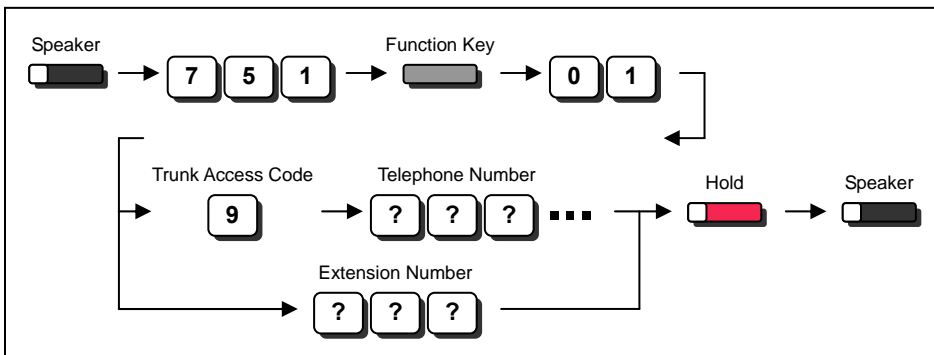 Speaker
Function Key
7 5 1
0 1
Trunk Access Code
Telephone Number
Hold
Speaker
9
? ? ? ...
Extension Number
? ? ?